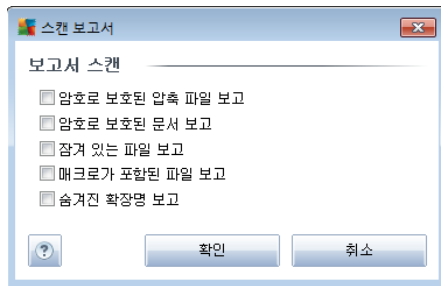 스캔 보고서
보고서 스캔
암호로 보호된 압축 파일 보고
암호로 보호된 문서 보고
잠겨 있는 파일 보고
매크로가 포함된 파일 보고
숨겨진 확장명 보고
?
확인
취소